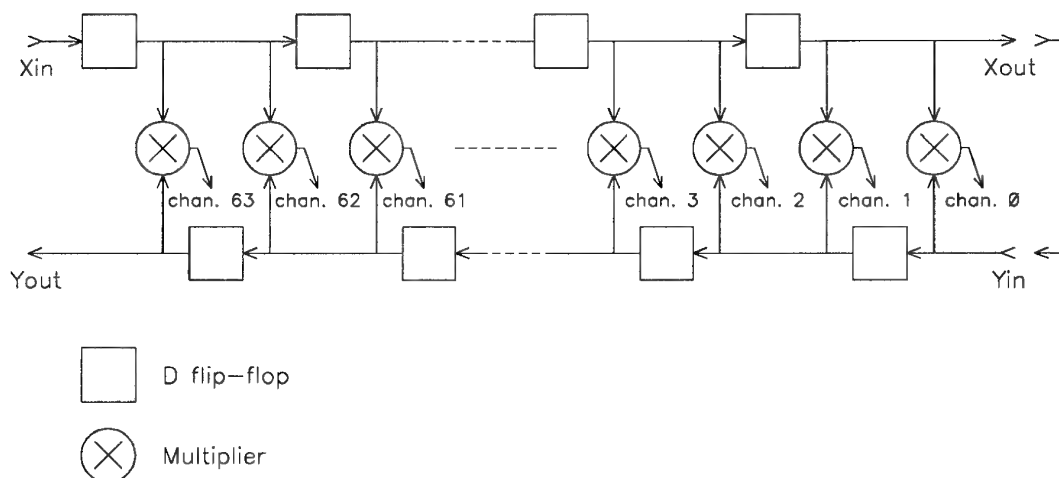 Xin
Xout
chan. 63
chan. 62
chan. 61
chan. 3
chan. 2
chan. 1
chan. 0
Yout
Yin
D flip-flop
Multiplier